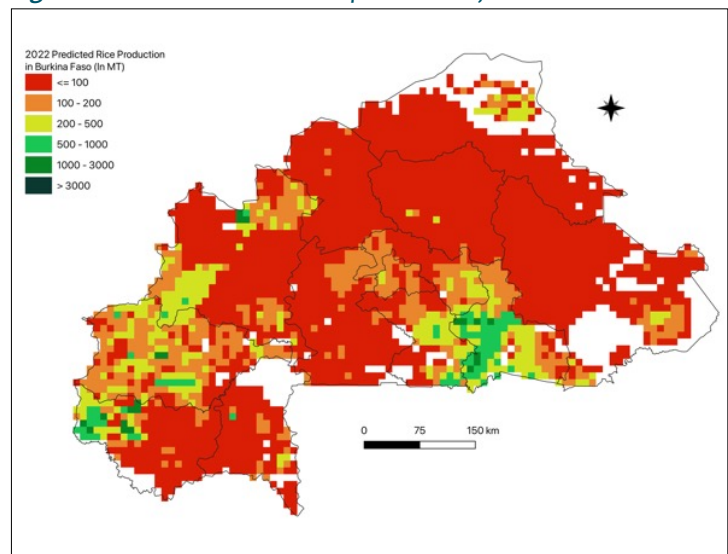 2022 Predicted Rice Production
in Burkina Faso (In MT)
<= 100
100 - 200
200 - 500
500 - 1000
1000 - 3000
> 3000
0 75 150 km